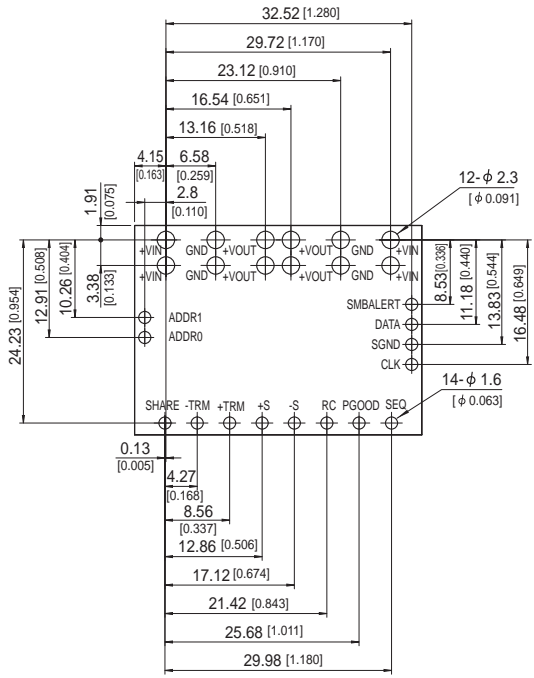 32.52 [1.280]
29.72 [1.170]
23.12 [0.910]
16.54 [0.651]
13.16 [0.518]
4.15
[0.163]
6.58
[0.259]
2.8
[0.110]
12-ϕ 2.3
[ϕ 0.091]
1.91
[0.075]
3.38
[0.133]
10.26 [0.404]
12.91 [0.508]
24.23 [0.954]
+VIN GND +VOUT +VOUT GND +VIN
+VIN GND +VOUT +VOUT GND +VIN
8.53 [0.336]
11.18 [0.440]
13.83 [0.544]
16.48 [0.649]
SMBALERT
ADDR1
DATA
ADDR0
SGND
CLK
14-ϕ 1.6
[ϕ 0.063]
SHARE -TRM +TRM +S -S RC PGOOD SEQ
0.13
[0.005]
4.27
[0.168]
8.56
[0.337]
12.86 [0.506]
17.12 [0.674]
21.42 [0.843]
25.68 [1.011]
29.98 [1.180]